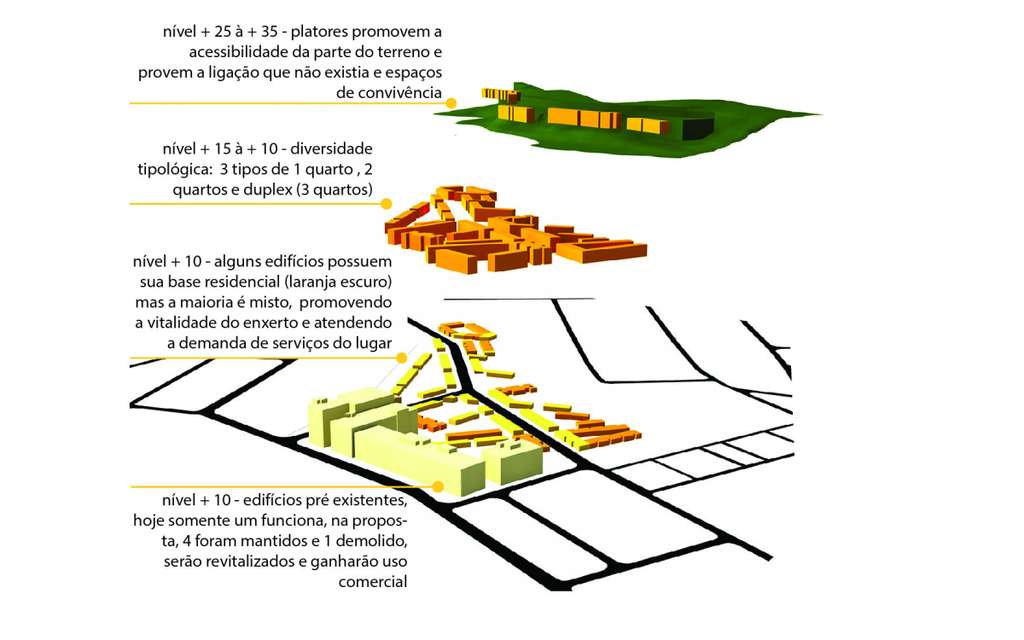 nível + 25 à + 35 - platores promovem a
acessibilidade da parte do terreno e
provem a ligação que não existia e espaços
de convivência
nível + 15 à + 10 - diversidade
tipológica:  3 tipos de 1 quarto , 2
quartos e duplex (3 quartos)
nível + 10 - alguns edifícios possuem
sua base residencial (laranja escuro)
mas a maioria é misto,  promovendo
a vitalidade do enxerto e atendendo
a demanda de serviços do lugar
nível + 10 - edifícios pré existentes,
hoje somente um funciona, na propos-
ta, 4 foram mantidos e 1 demolido,
serão revitalizados e ganharão uso
comercial